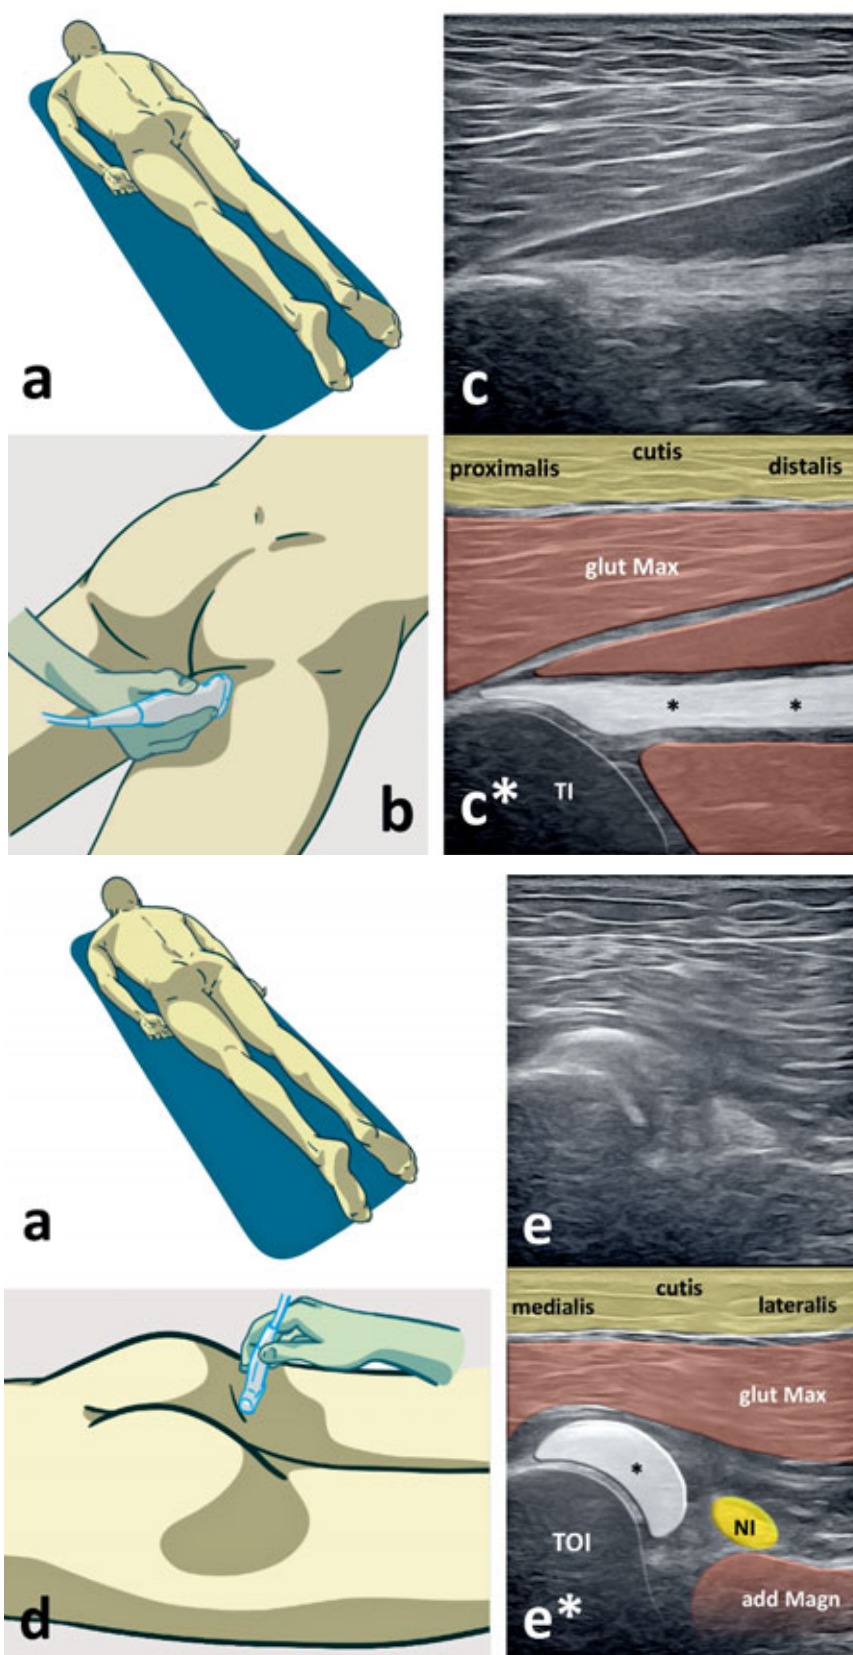 a
c
b
proximalis cutis distalis
glut Max
* *
c* TI
a
e
d
medialis cutis lateralis
glut Max
*
NI
TOI
e* add Magn